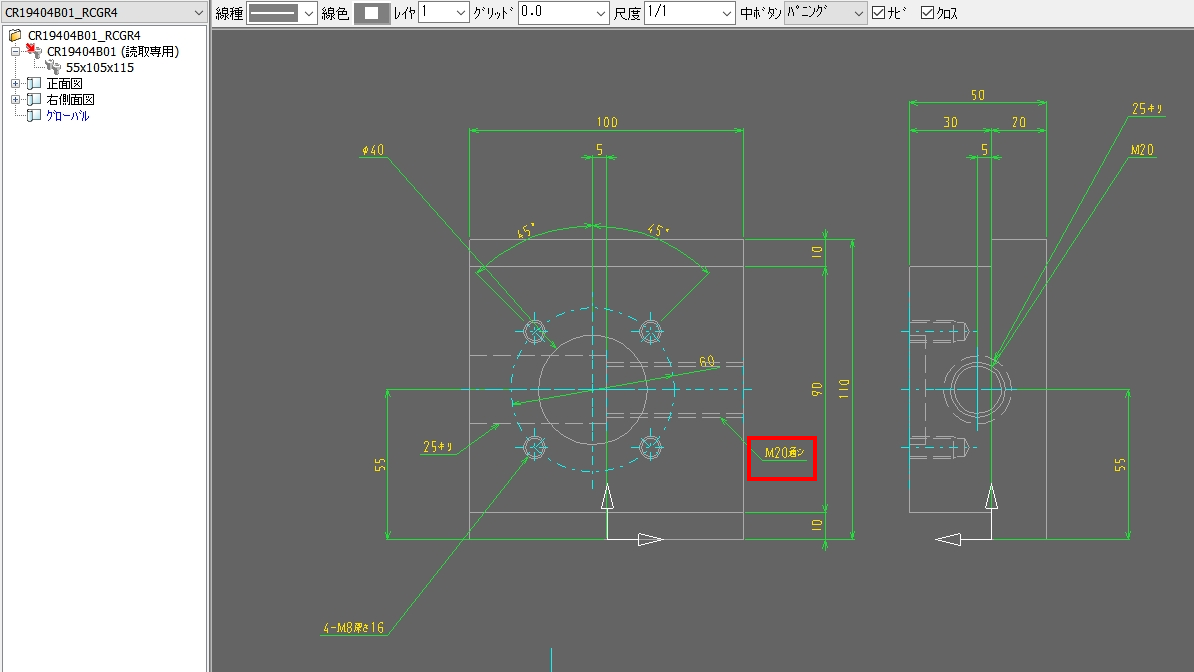 CR19404B01_RCGR4 線種 線色 ﾚｲﾔ 1 ｸﾞﾘｯﾄﾞ 0.0 尺度 1/1 中ﾎﾞﾀﾝ ﾊﾟﾆﾝｸﾞ ﾅﾋﾞ ｸﾛｽ
CR19404B01_RCGR4
CR19404B01 (読取専用)
55x105x115
正面図
右側面図
ｸﾞﾛｰﾊﾞﾙ
50
25ｷﾘ
100
30
20
φ40
5
5
M20
45°
45°
10
60
90
110
25ｷﾘ
M20通ｼ
55
55
10
4-M8深さ16